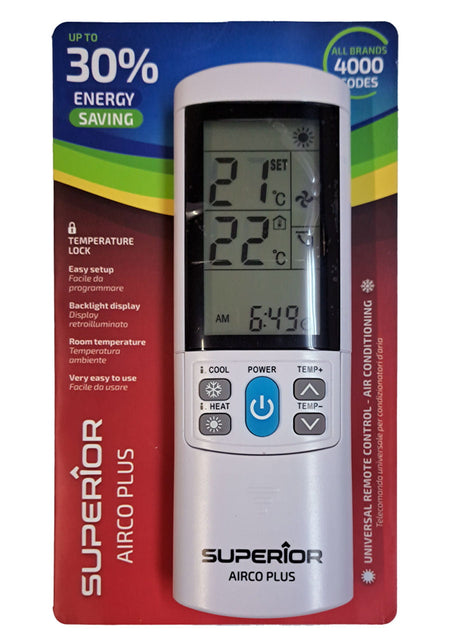 UP TO
30%
ENERGY
SAVING
ALL BRANDS
4000
CODES
TEMPERATURE
LOCK
Easy setup
Facile da
programmare
Backlight display
Display
retroilluminato
Room temperature
Temperatura
ambiente
Very easy to use
Facile da usare
SUPERIOR
AIRCO PLUS
21 SET
°C
22
°C
AM 6:49
i. COOL POWER TEMP+
i. HEAT TEMP-
SUPERIOR
AIRCO PLUS
UNIVERSAL REMOTE CONTROL - AIR CONDITIONING
Telecomando universale per condizionatori d'aria